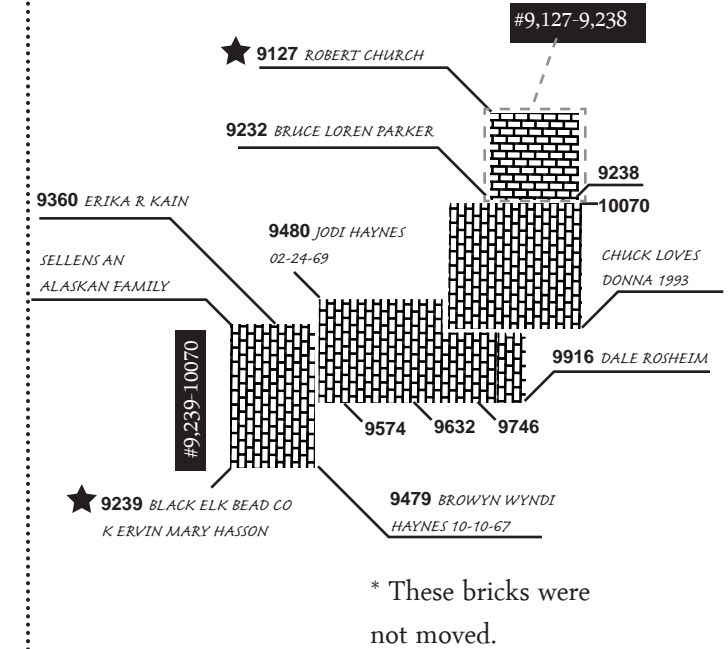 #9,127-9,238
9127 ROBERT CHURCH
9232 BRUCE LOREN PARKER
9238
10070
9360 ERIKA R KAIN
9480 JODI HAYNES
02-24-69
SELLENS AN
ALASKAN FAMILY
CHUCK LOVES
DONNA 1993
#9,239-10070
9916 DALE ROSHEIM
9574
9632
9746
9239 BLACK ELK BEAD CO
K ERVIN MARY HASSON
9479 BROWYN WYNDI
HAYNES 10-10-67
* These bricks were
not moved.